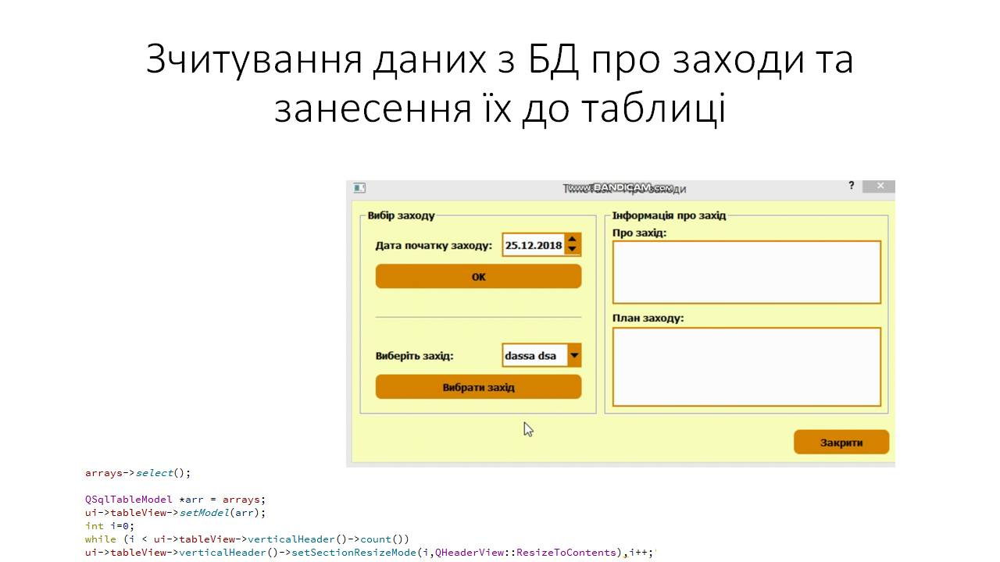 Зчитування даних з БД про заходи та
занесення їх до таблиці
www.BANDICAM.com
?
Вибір заходу
Дата початку заходу: 25.12.2018
OK
Виберіть захід: dassa dsa
Вибрати захід
Інформація про захід
Про захід:
План заходу:
Закрити
arrays->select();
QSqlTableModel *arr = arrays;
ui->tableView->setModel(arr);
int i=0;
while (i < ui->tableView->verticalHeader()->count())
ui->tableView->verticalHeader()->setSectionResizeMode(i,QHeaderView::ResizeToContents),i++;